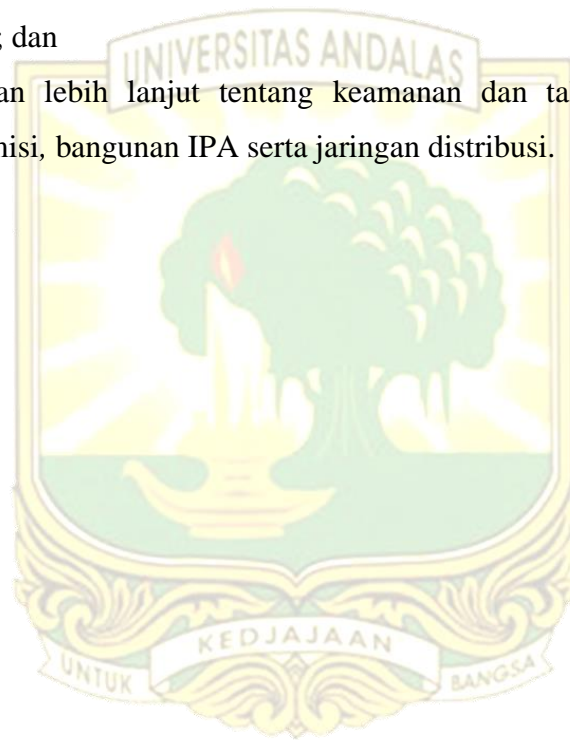 ; dan
an lebih lanjut tentang keamanan dan ta
nisi, bangunan IPA serta jaringan distribusi.
UNIVERSITAS ANDALAS
KEDJAJAAN
UNTUK BANGSA